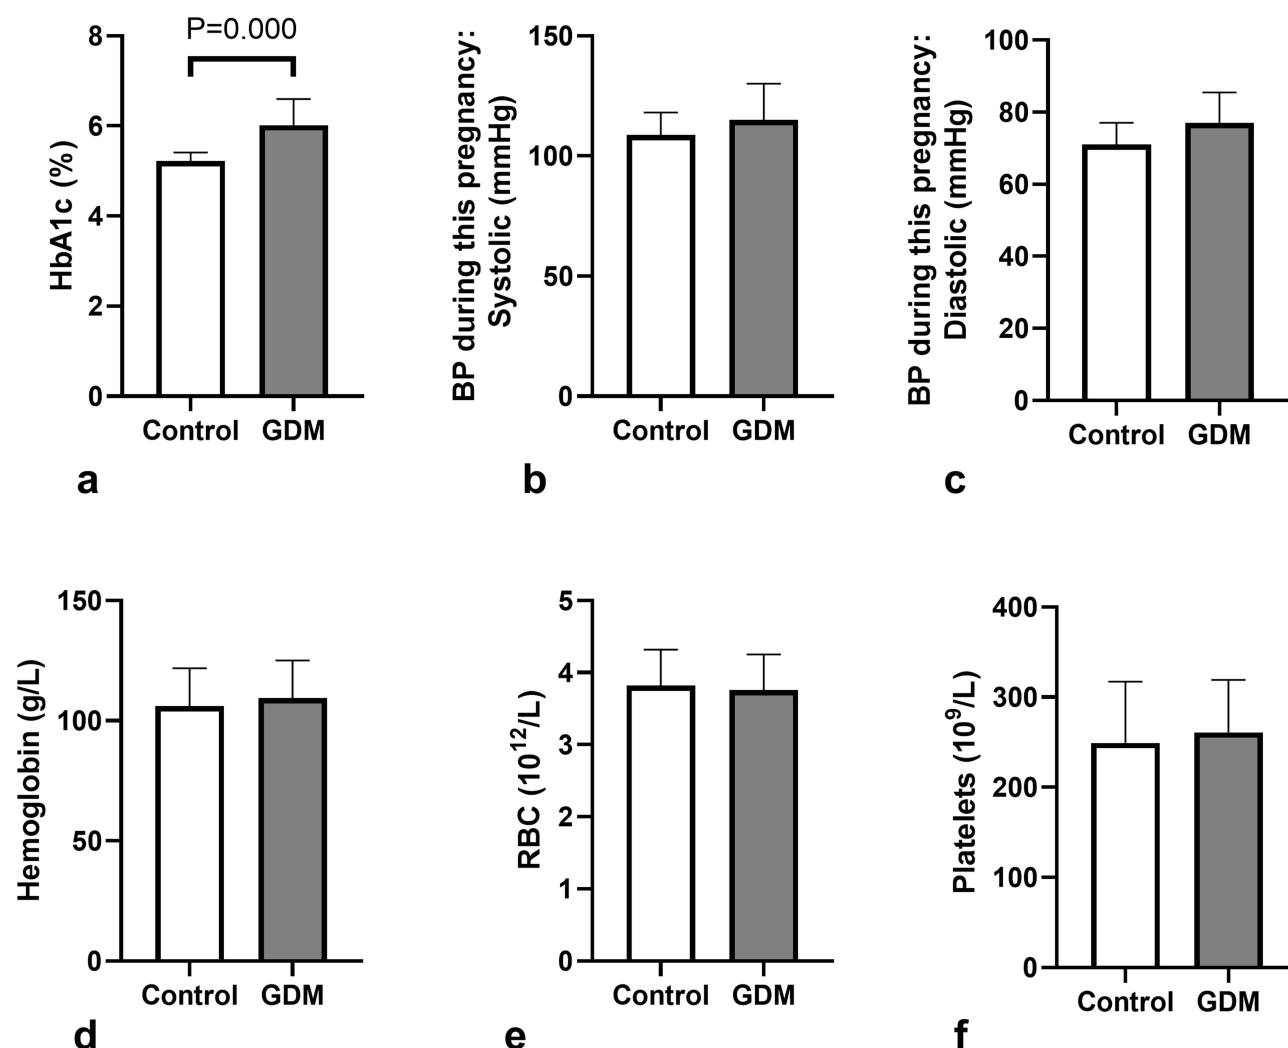 P=0.000
HbA1c (%)
8
6
4
2
0
Control GDM
a
BP during this pregnancy:
Systolic (mmHg)
150
100
50
0
Control GDM
b
BP during this pregnancy:
Diastolic (mmHg)
100
80
60
40
20
0
Control GDM
c
Hemoglobin (g/L)
150
100
50
0
Control GDM
d
RBC (10¹²/L)
5
4
3
2
1
0
Control GDM
e
Platelets (10⁹/L)
400
300
200
100
0
Control GDM
f